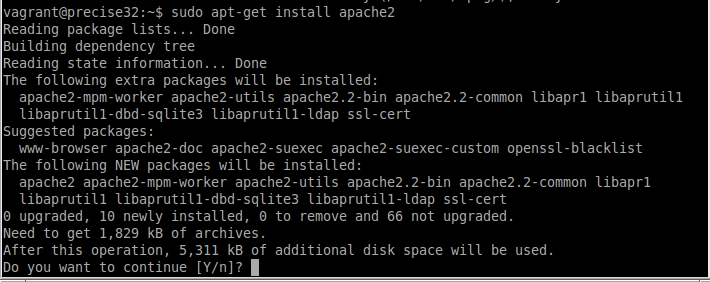 vagrant@precise32:~$ sudo apt-get install apache2
Reading package lists... Done
Building dependency tree
Reading state information... Done
The following extra packages will be installed:
  apache2-mpm-worker apache2-utils apache2.2-bin apache2.2-common libapr1 libaprutil1
  libaprutil1-dbd-sqlite3 libaprutil1-ldap ssl-cert
Suggested packages:
  www-browser apache2-doc apache2-suexec apache2-suexec-custom openssl-blacklist
The following NEW packages will be installed:
  apache2 apache2-mpm-worker apache2-utils apache2.2-bin apache2.2-common libapr1
  libaprutil1 libaprutil1-dbd-sqlite3 libaprutil1-ldap ssl-cert
0 upgraded, 10 newly installed, 0 to remove and 66 not upgraded.
Need to get 1,829 kB of archives.
After this operation, 5,311 kB of additional disk space will be used.
Do you want to continue [Y/n]?